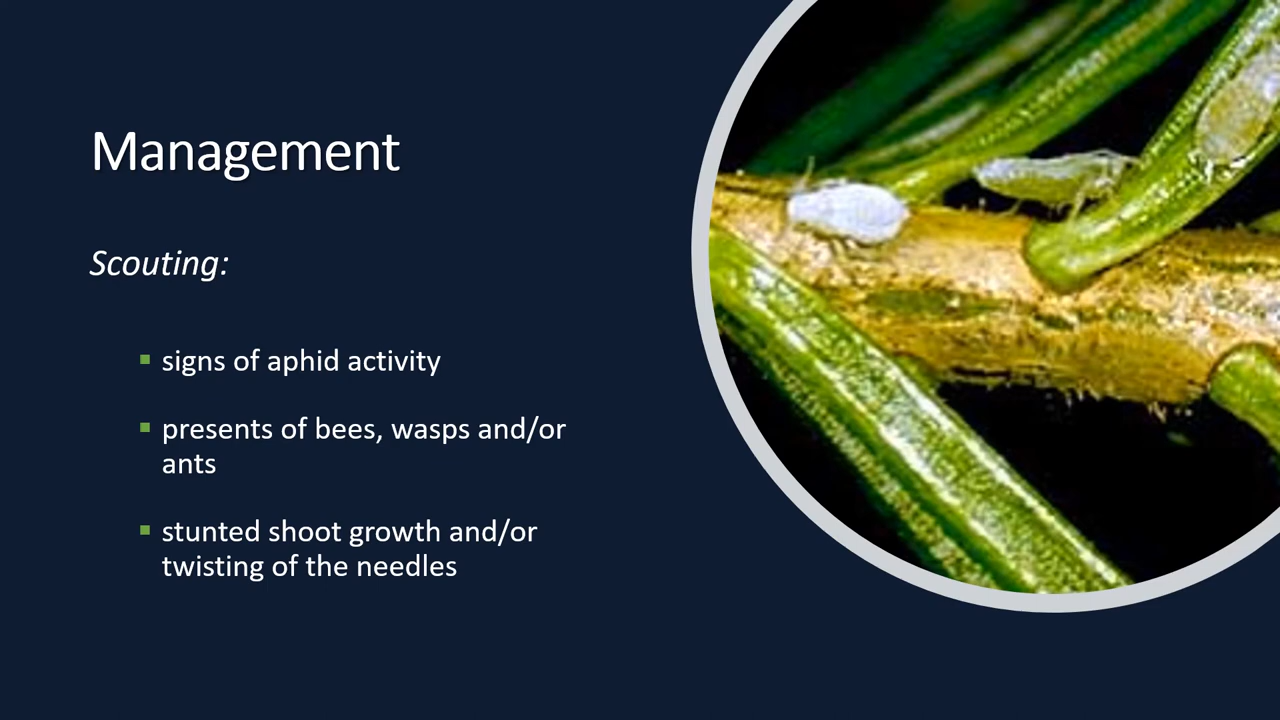 Management
Scouting:
▪ signs of aphid activity
▪ presents of bees, wasps and/or
ants
▪ stunted shoot growth and/or
twisting of the needles